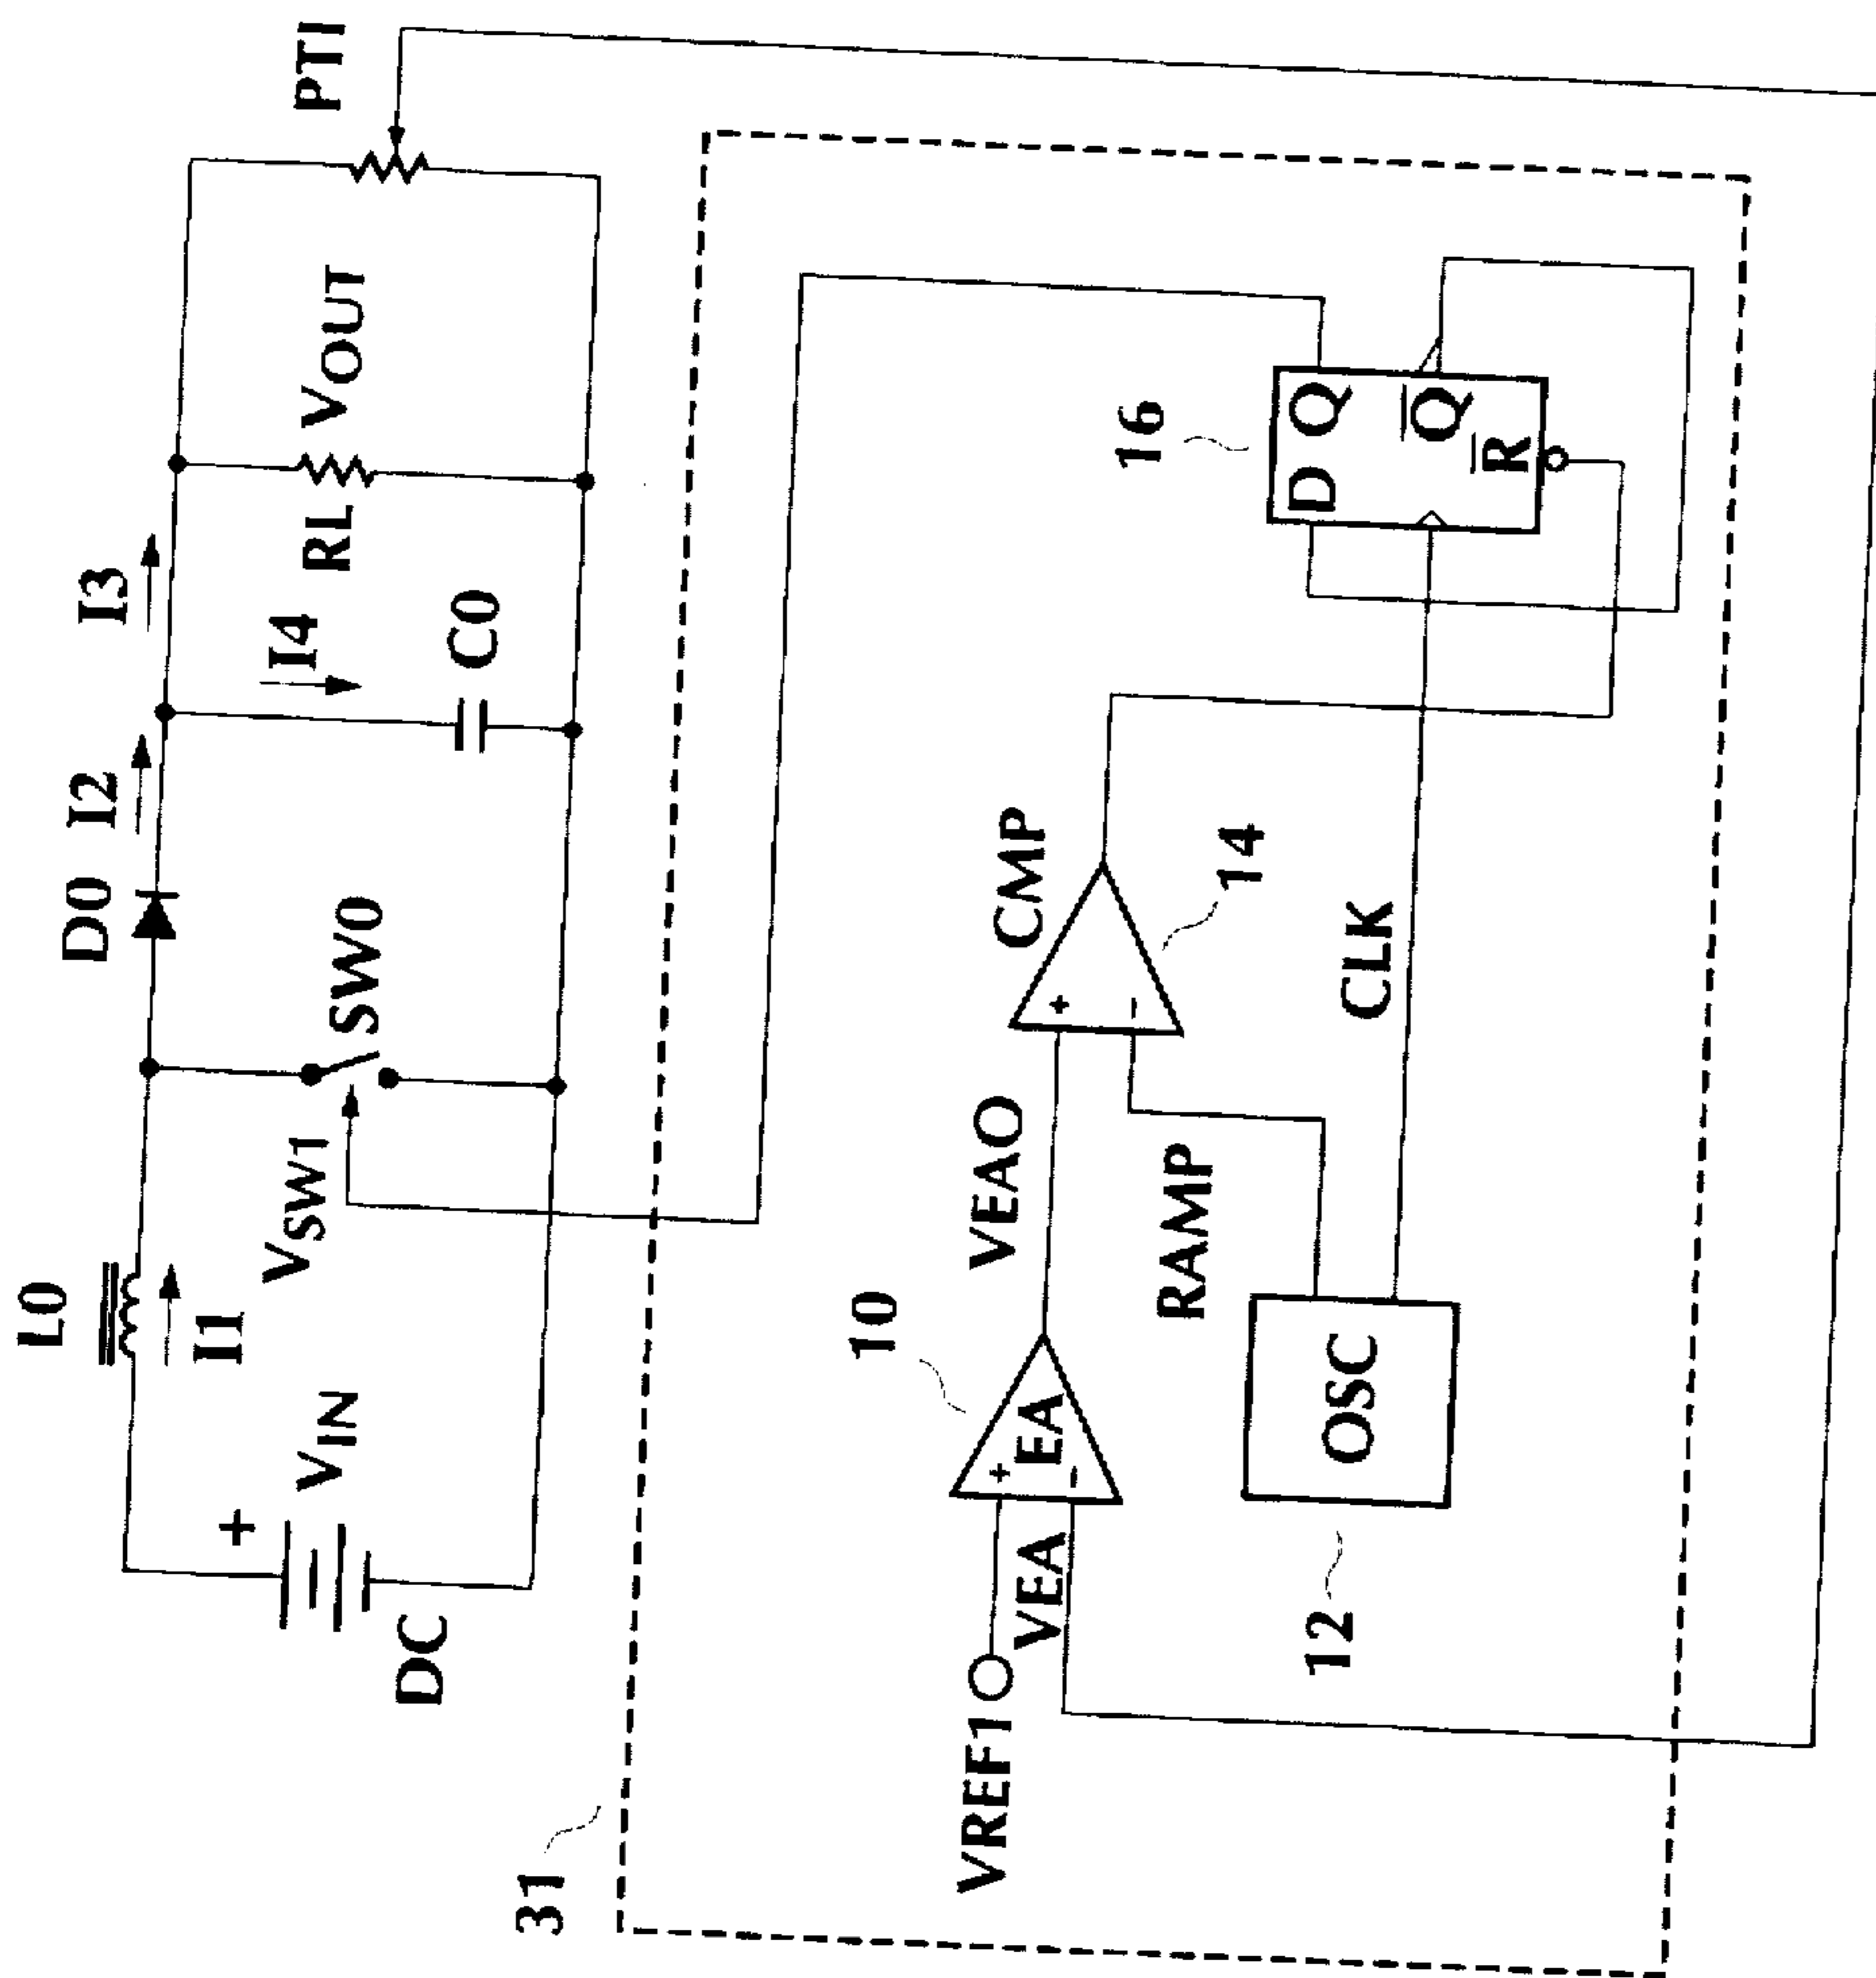 L0
I1
D0
I2
I3
PT1
+
VIN
DC
VSW1
SW0
I4
C0
RL
VOUT
31
10
VREF1
VEA
+
-
EA
VEAO
CMP
+
-
14
RAMP
CLK
12
OSC
16
D
Q
Q̅
R̅